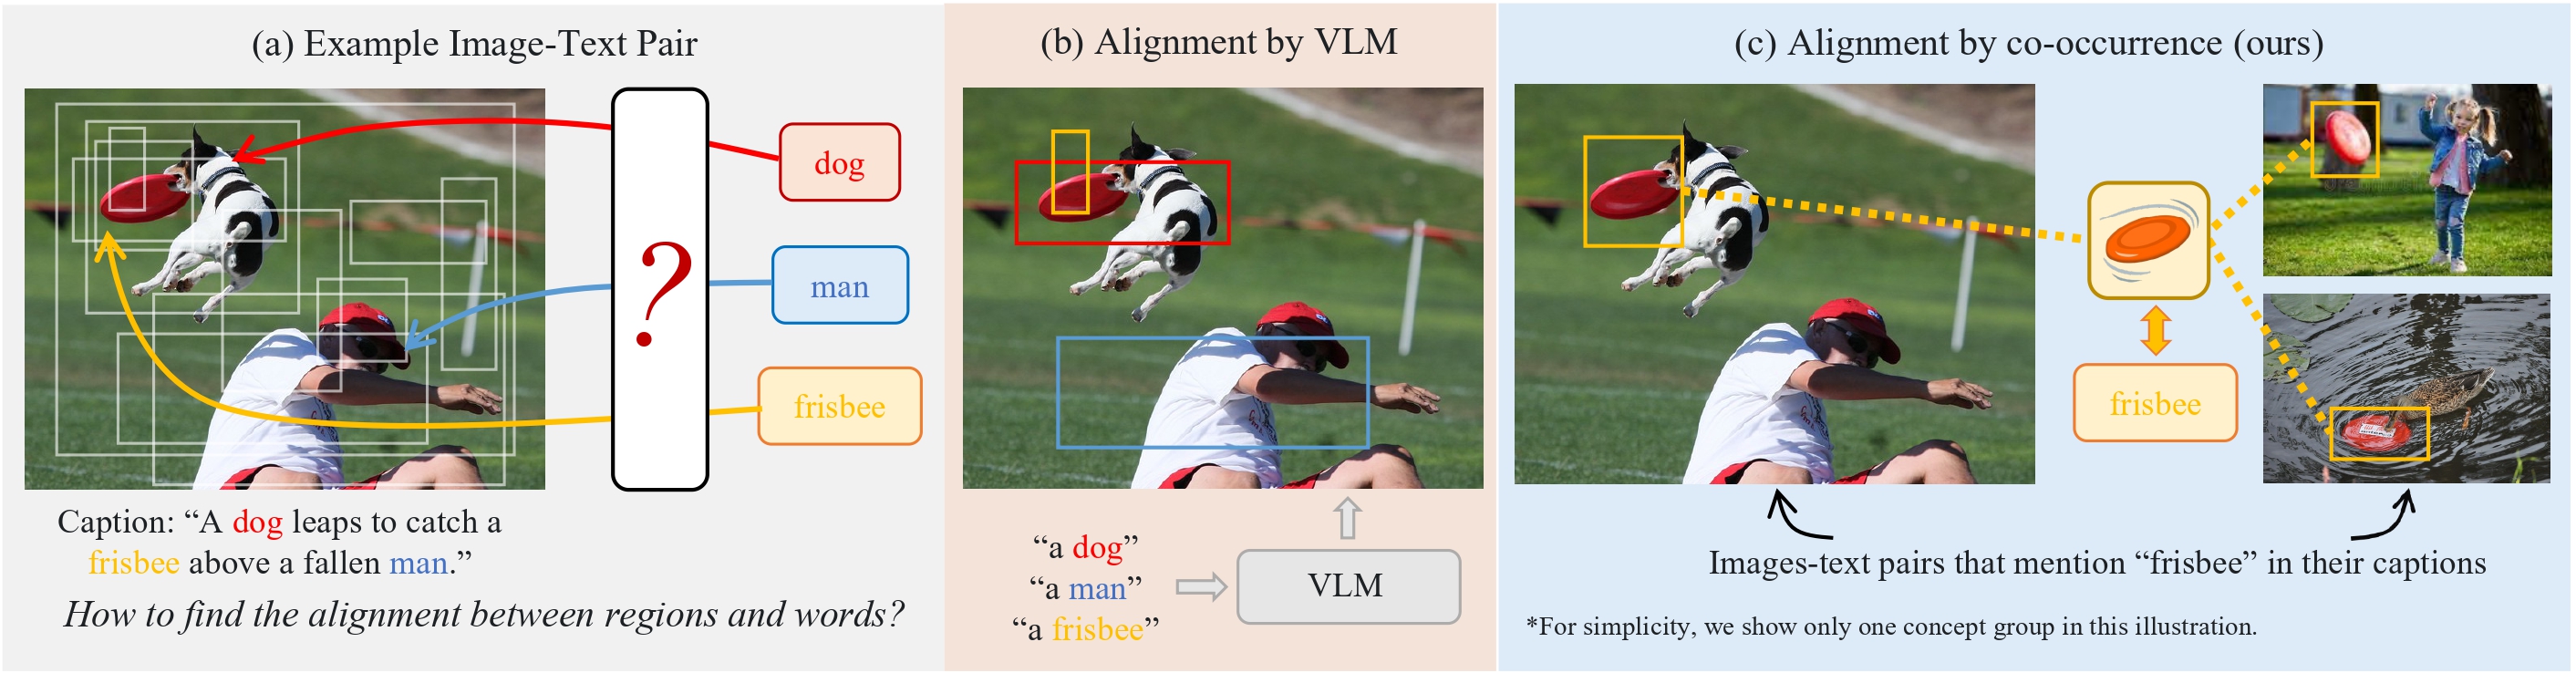 (a) Example Image-Text Pair
dog
man
frisbee
?
Caption: “A dog leaps to catch a
frisbee above a fallen man.”
How to find the alignment between regions and words?
(b) Alignment by VLM
“a dog”
“a man”
“a frisbee”
VLM
(c) Alignment by co-occurrence (ours)
frisbee
Images-text pairs that mention “frisbee” in their captions
*For simplicity, we show only one concept group in this illustration.